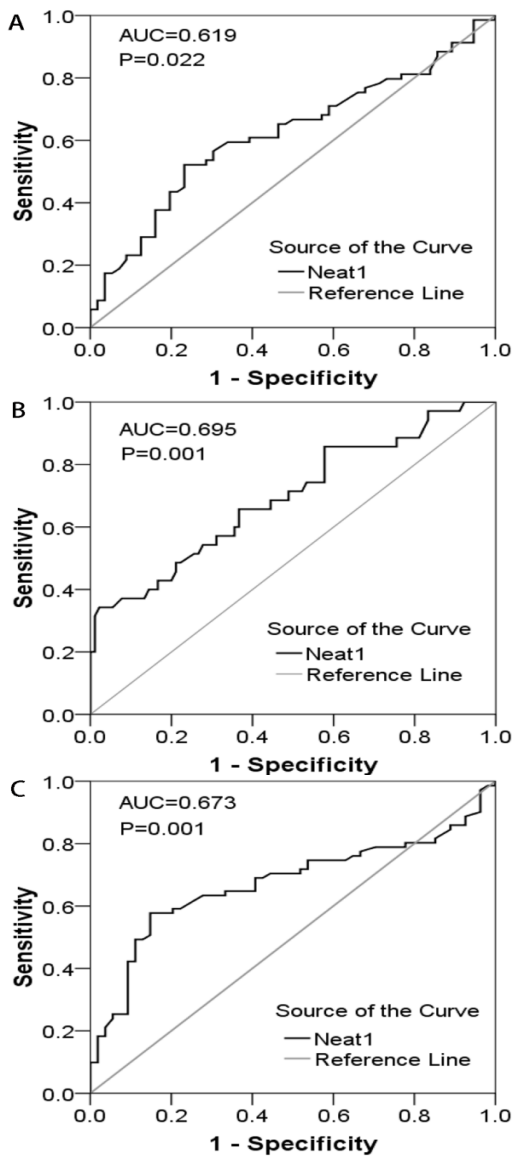 A
AUC=0.619
P=0.022
1.0
0.8
0.6
0.4
0.2
0.0
Sensitivity
Source of the Curve
Neat1
Reference Line
0.0 0.2 0.4 0.6 0.8 1.0
1 - Specificity
B
AUC=0.695
P=0.001
1.0
0.8
0.6
0.4
0.2
0.0
Sensitivity
Source of the Curve
Neat1
Reference Line
0.0 0.2 0.4 0.6 0.8 1.0
1 - Specificity
C
AUC=0.673
P=0.001
1.0
0.8
0.6
0.4
0.2
0.0
Sensitivity
Source of the Curve
Neat1
Reference Line
0.0 0.2 0.4 0.6 0.8 1.0
1 - Specificity